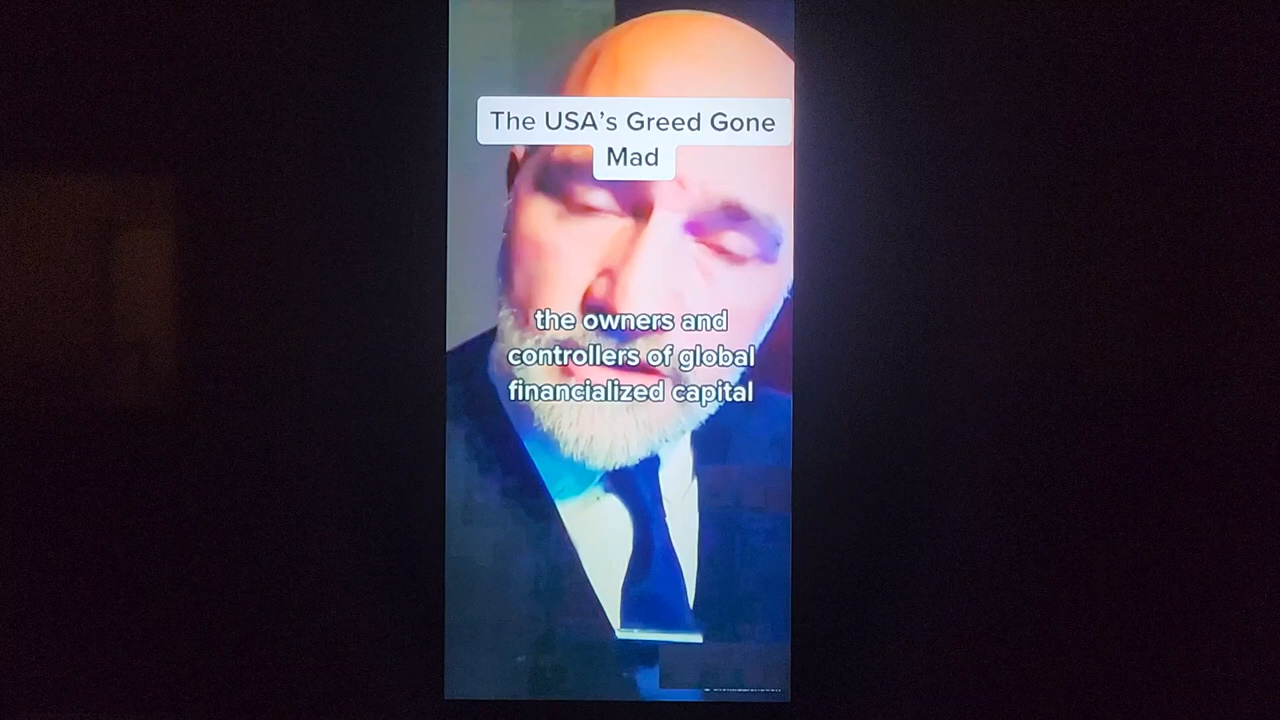 The USA’s Greed Gone
Mad
the owners and
controllers of global
financialized capital